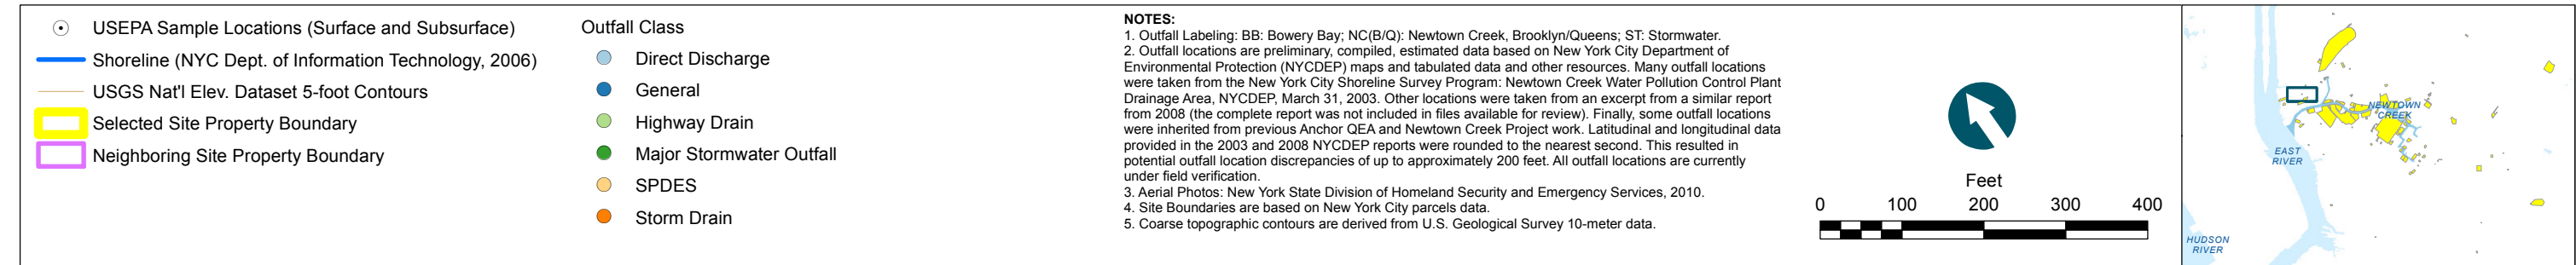 USEPA Sample Locations (Surface and Subsurface)
Shoreline (NYC Dept. of Information Technology, 2006)
USGS Nat'l Elev. Dataset 5-foot Contours
Selected Site Property Boundary
Neighboring Site Property Boundary
Outfall Class
Direct Discharge
General
Highway Drain
Major Stormwater Outfall
SPDES
Storm Drain
NOTES:
1. Outfall Labeling: BB: Bowery Bay; NC(B/Q): Newtown Creek, Brooklyn/Queens; ST: Stormwater.
2. Outfall locations are preliminary, compiled, estimated data based on New York City Department of
Environmental Protection (NYCDEP) maps and tabulated data and other resources. Many outfall locations
were taken from the New York City Shoreline Survey Program: Newtown Creek Water Pollution Control Plant
Drainage Area, NYCDEP, March 31, 2003. Other locations were taken from an excerpt from a similar report
from 2008 (the complete report was not included in files available for review). Finally, some outfall locations
were inherited from previous Anchor QEA and Newtown Creek Project work. Latitudinal and longitudinal data
provided in the 2003 and 2008 NYCDEP reports were rounded to the nearest second. This resulted in
potential outfall location discrepancies of up to approximately 200 feet. All outfall locations are currently
under field verification.
3. Aerial Photos: New York State Division of Homeland Security and Emergency Services, 2010.
4. Site Boundaries are based on New York City parcels data.
5. Coarse topographic contours are derived from U.S. Geological Survey 10-meter data.
Feet
0 100 200 300 400
NEWTOWN
CREEK
EAST
RIVER
HUDSON
RIVER